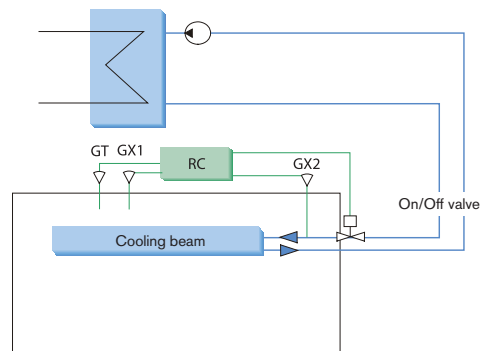 GT
GX1
RC
GX2
On/Off valve
Cooling beam